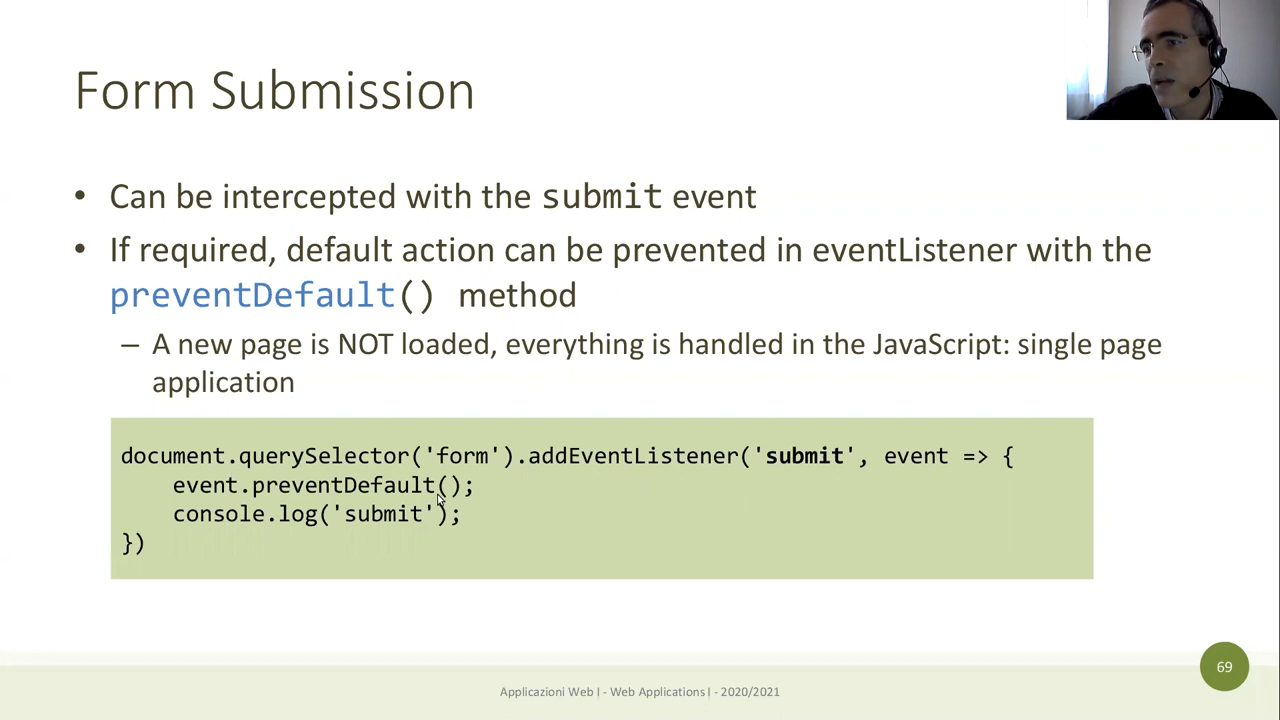 Form Submission
• Can be intercepted with the submit event
• If required, default action can be prevented in eventListener with the
preventDefault() method
– A new page is NOT loaded, everything is handled in the JavaScript: single page
application
document.querySelector('form').addEventListener('submit', event => {
event.preventDefault();
console.log('submit');
})
69
Applicazioni Web I - Web Applications I - 2020/2021